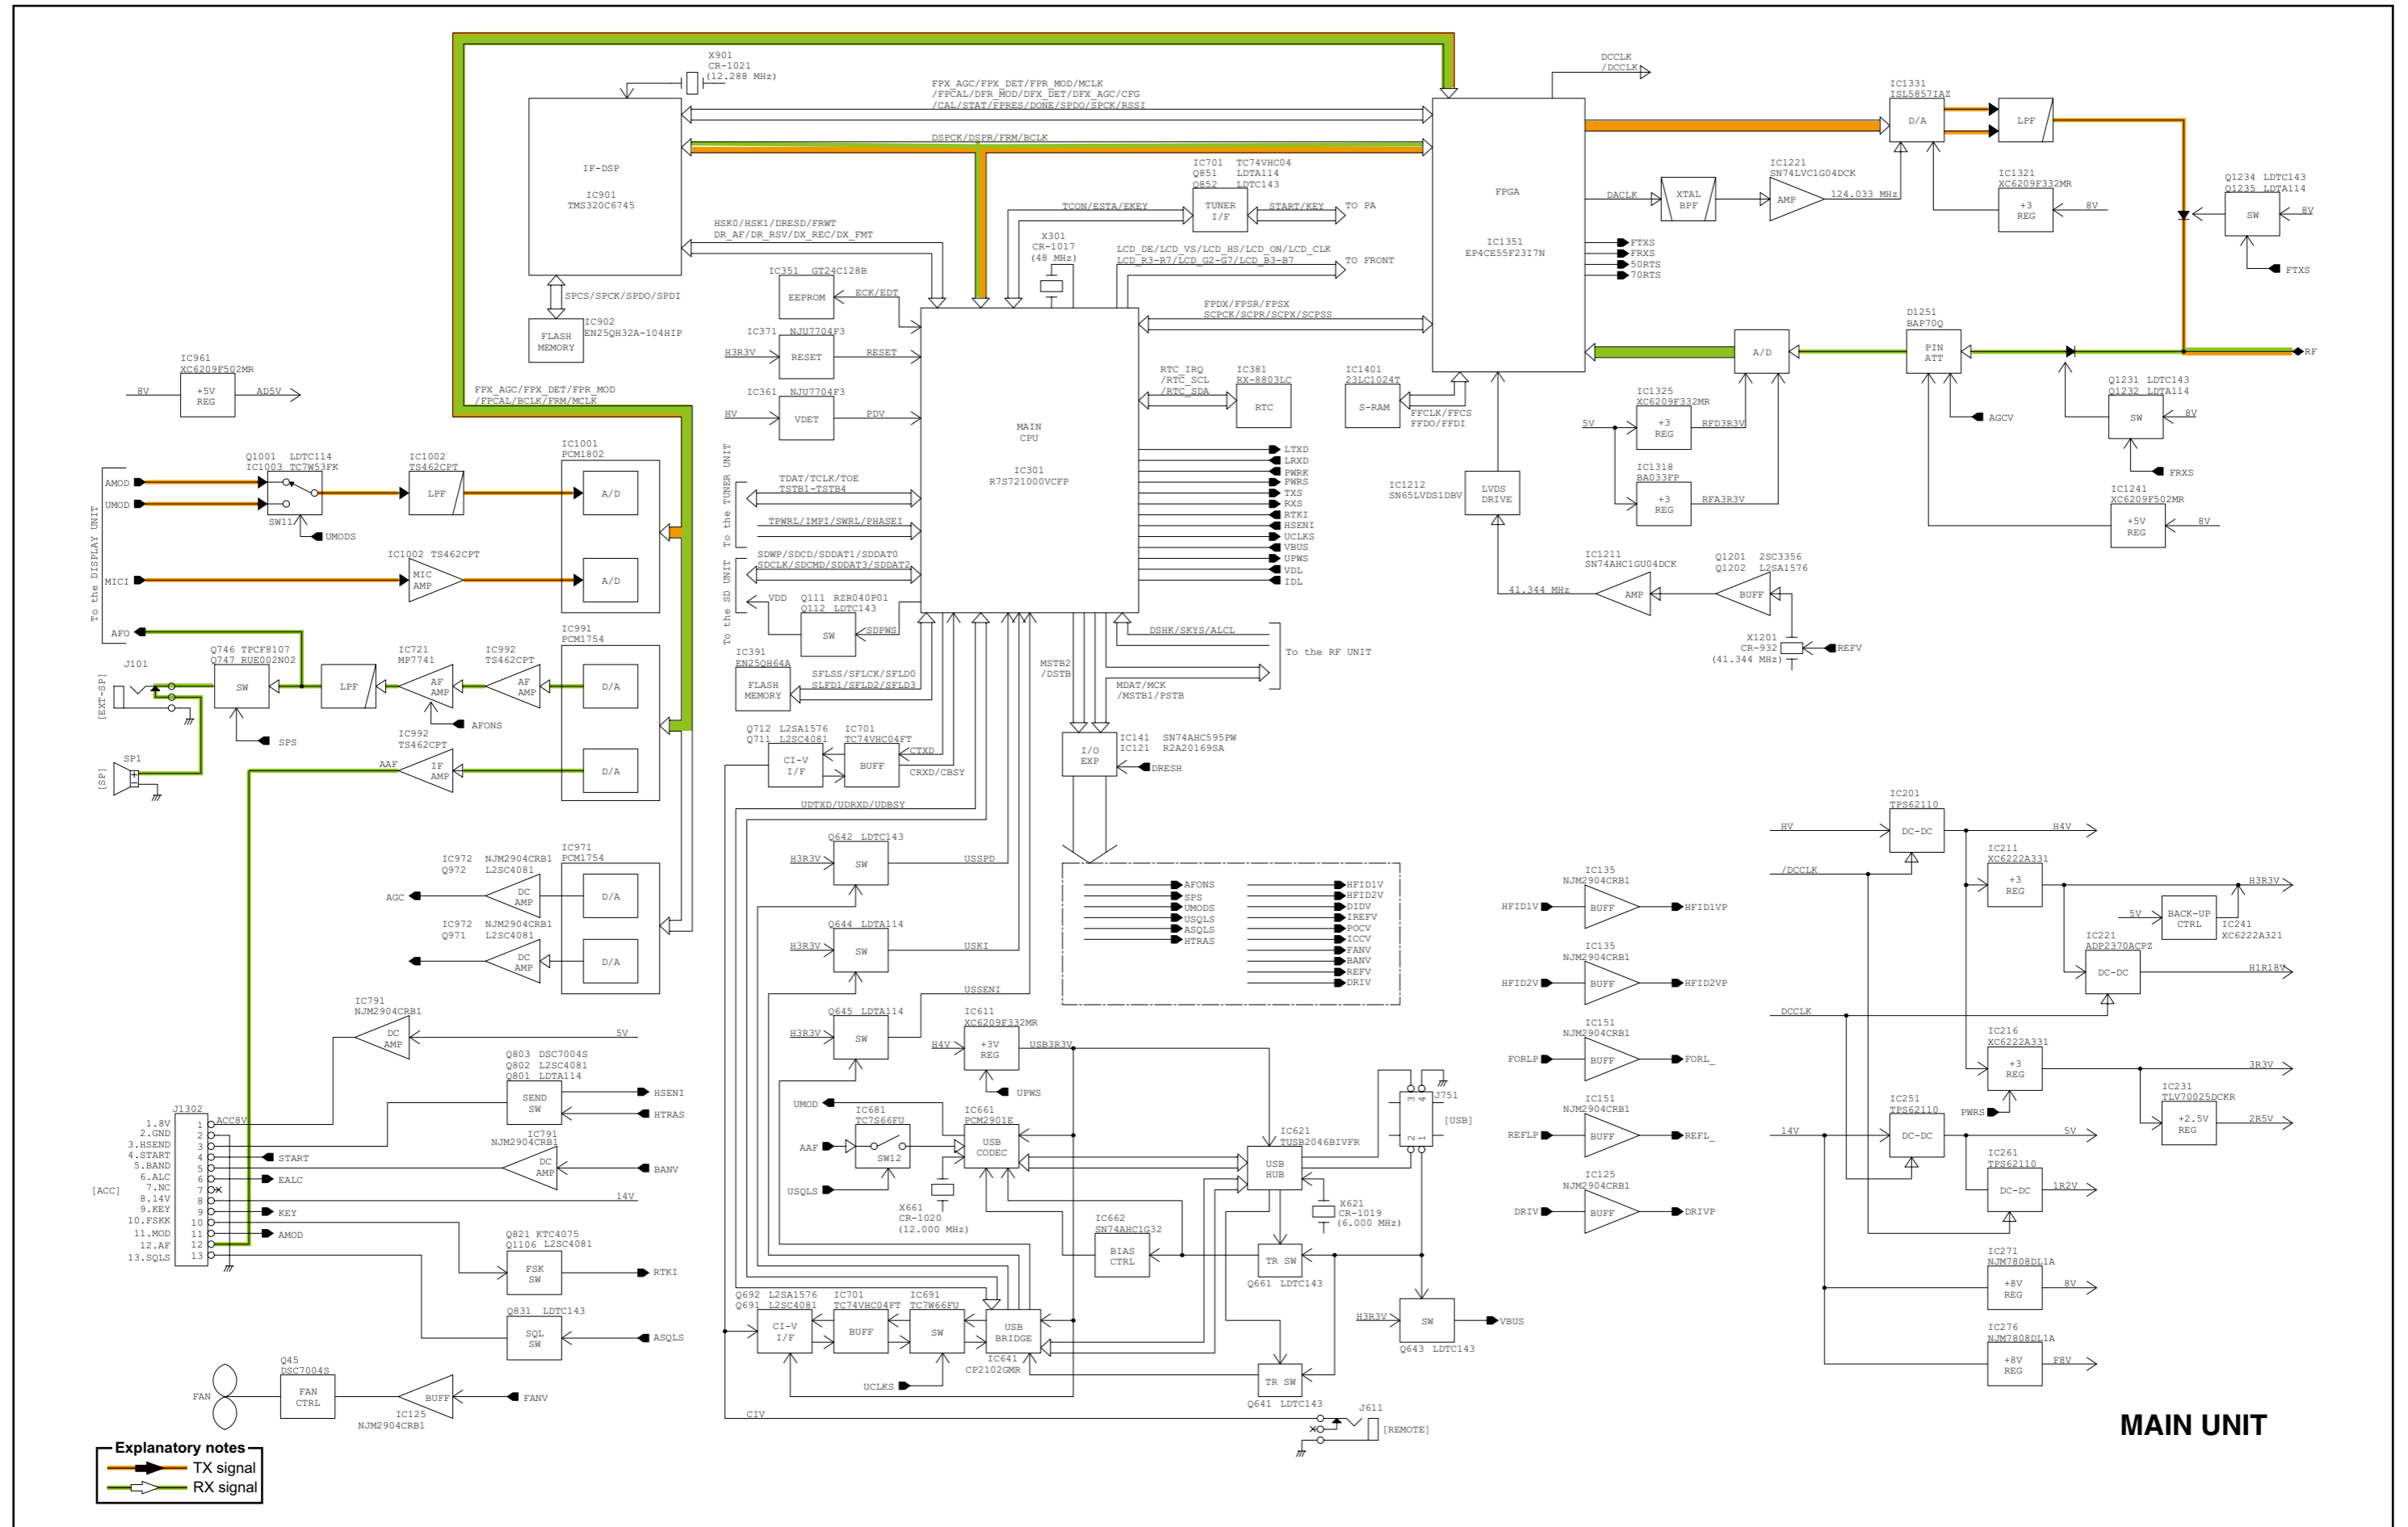 X901
CR-1021
(12.288 MHz)
IF-DSP
IC901
TMS320C6745
FPX_AGC/FPX_DET/FPR_MOD/MCLK
/FPCAL/DFR_MOD/DFX_DET/DFX_AGC/CFG
/CAL/STAT/FPRES/DONE/SPDO/SPCK/RSSI
DSPCK/DSPR/FRM/BCLK
HSK0/HSK1/DRESD/FRWT
DR_AF/DR_RSV/DX_REC/DX_FMT
SPCS/SPCK/SPDO/SPDI
FLASH
MEMORY
IC902
EN25QH32A-104HIP
IC701 TC74VHC04
Q851 LDTA114
Q852 LDTC143
TUNER
I/F
TCON/ESTA/EKEY
START/KEY
TO PA
X301
CR-1017
(48 MHz)
LCD_DE/LCD_VS/LCD_HS/LCD_ON/LCD_CLK
LCD_R3-R7/LCD_G2-G7/LCD_B3-B7
TO FRONT
FPGA
IC1351
EP4CE55F23I7N
DCCLK
/DCCLK
IC1331
ISL5857IAZ
D/A
LPF
DACLK
XTAL
BPF
IC1221
SN74LVC1G04DCK
AMP
124.033 MHz
IC1321
XC6209F332MR
+3
REG
8V
Q1234 LDTC143
Q1235 LDTA114
SW
8V
FTXS
FTXS
FRXS
50RTS
70RTS
IC351 GT24C128B
EEPROM
ECK/EDT
IC371 NJU7704F3
H3R3V
RESET
RESET
IC361 NJU7704F3
HV
VDET
PDV
MAIN
CPU
IC301
R7S721000VCFP
FPDX/FPSR/FPSX
SCPCK/SCPR/SCPX/SCPSS
RTC_IRQ
/RTC_SCL
/RTC_SDA
IC381
RX-8803LC
RTC
IC1401
23LC1024T
S-RAM
FFCLK/FFCS
FFDO/FFDI
A/D
D1251
BAP70Q
PIN
ATT
RF
AGCV
Q1231 LDTC143
Q1232 LDTA114
SW
8V
FRXS
IC1325
XC6209F332MR
5V
+3
REG
RFD3R3V
IC1318
BA033FP
+3
REG
RFA3R3V
IC1241
XC6209F502MR
+5V
REG
8V
IC1212
SN65LVDS1DBV
LVDS
DRIVE
41.344 MHz
IC1211
SN74AHC1GU04DCK
AMP
Q1201 2SC3356
Q1202 L2SA1576
BUFF
X1201
CR-932
(41.344 MHz)
REFV
IC961
XC6209F502MR
8V
+5V
REG
AD5V
FPX_AGC/FPX_DET/FPR_MOD
/FPCAL/BCLK/FRM/MCLK
To the DISPLAY UNIT
AMOD
UMOD
MICI
AFO
Q1001 LDTC114
IC1003 TC7W53FK
SW11
UMODS
IC1002
TS462CPT
LPF
IC1001
PCM1802
A/D
IC1002 TS462CPT
MIC
AMP
A/D
IC991
PCM1754
D/A
D/A
J101
[EXT-SP]
Q746 TPCF8107
Q747 RUE002N02
SW
SPS
LPF
IC721
MP7741
AF
AMP
AFONS
IC992
TS462CPT
AF
AMP
SP1
[SP]
IC992
TS462CPT
AAF
IF
AMP
IC971
PCM1754
D/A
D/A
IC972 NJM2904CRB1
Q972 L2SC4081
AGC
DC
AMP
IC972 NJM2904CRB1
Q971 L2SC4081
DC
AMP
To the TUNER UNIT
TDAT/TCLK/TOE
TSTB1-TSTB4
TPWRL/IMPI/SWRL/PHASEI
To the SD UNIT
SDWP/SDCD/SDDAT1/SDDAT0
SDCLK/SDCMD/SDDAT3/SDDAT2
VDD
Q111 RZR040P01
Q112 LDTC143
SW
SDPWS
IC391
EN25QH64A
FLASH
MEMORY
SFLSS/SFLCK/SFLD0
SLFD1/SFLD2/SFLD3
LTXD
LRXD
PWRK
PWRS
TXS
RXS
RTKI
HSENI
UCLKS
VBUS
UPWS
VDL
IDL
DSHK/SKYS/ALCL
To the RF UNIT
MSTB2
/DSTB
MDAT/MCK
/MSTB1/PSTB
IC141 SN74AHC595PW
IC121 R2A20169SA
I/O
EXP
DRESH
Q712 L2SA1576
Q711 L2SC4081
CI-V
I/F
IC701
TC74VHC04FT
BUFF
CTXD
CRXD/CBSY
UDTXD/UDRXD/UDBSY
Q642 LDTC143
H3R3V
SW
USSPD
Q644 LDTA114
H3R3V
SW
USKI
USSENI
Q645 LDTA114
H3R3V
SW
AFONS
SPS
UMODS
USQLS
ASQLS
HTRAS
HFID1V
HFID2V
DIDV
IREFV
POCV
ICCV
FANV
BANV
REFV
DRIV
IC611
XC6209F332MR
H4V
+3V
REG
USB3R3V
UPWS
UMOD
IC681
TC7S66FU
AAF
SW12
USQLS
IC661
PCM2901E
USB
CODEC
X661
CR-1020
(12.000 MHz)
IC621
TUSB2046BIVFR
USB
HUB
X621
CR-1019
(6.000 MHz)
3 4
2 1
J751
[USB]
IC662
SN74AHC1G32
BIAS
CTRL
TR SW
Q661 LDTC143
H3R3V
SW
VBUS
Q643 LDTC143
Q692 L2SA1576
Q691 L2SC4081
CI-V
I/F
IC701
TC74VHC04FT
BUFF
IC691
TC7W66FU
SW
USB
BRIDGE
IC641
CP2102GMR
UCLKS
TR SW
Q641 LDTC143
CIV
J611
[REMOTE]
IC791
NJM2904CRB1
DC
AMP
5V
Q803 DSC7004S
Q802 L2SC4081
Q801 LDTA114
SEND
SW
HSENI
HTRAS
IC791
NJM2904CRB1
DC
AMP
BANV
J1302
[ACC]
1.8V
2.GND
3.HSEND
4.START
5.BAND
6.ALC
7.NC
8.14V
9.KEY
10.FSKK
11.MOD
12.AF
13.SQLS
1
2
3
4
5
6
7
8
9
10
11
12
13
ACC8V
START
EALC
14V
KEY
AMOD
Q821 KTC4075
Q1106 L2SC4081
FSK
SW
RTKI
Q831 LDTC143
SQL
SW
ASQLS
FAN
Q45
DSC7004S
FAN
CTRL
BUFF
IC125
NJM2904CRB1
FANV
IC135
NJM2904CRB1
HFID1V
BUFF
HFID1VP
IC135
NJM2904CRB1
HFID2V
BUFF
HFID2VP
IC151
NJM2904CRB1
FORLP
BUFF
FORL_
IC151
NJM2904CRB1
REFLP
BUFF
REFL_
IC125
NJM2904CRB1
DRIV
BUFF
DRIVP
IC201
TPS62110
HV
DC-DC
H4V
/DCCLK
IC211
XC6222A331
+3
REG
H3R3V
5V
BACK-UP
CTRL
IC241
XC6222A321
IC221
ADP2370ACPZ
DC-DC
H1R18V
DCCLK
IC216
XC6222A331
+3
REG
PWRS
3R3V
IC231
TLV70025DCKR
+2.5V
REG
2R5V
IC251
TPS62110
14V
DC-DC
5V
IC261
TPS62110
DC-DC
1R2V
IC271
NJM7808DL1A
+8V
REG
8V
IC276
NJM7808DL1A
+8V
REG
F8V
Explanatory notes
TX signal
RX signal
MAIN UNIT